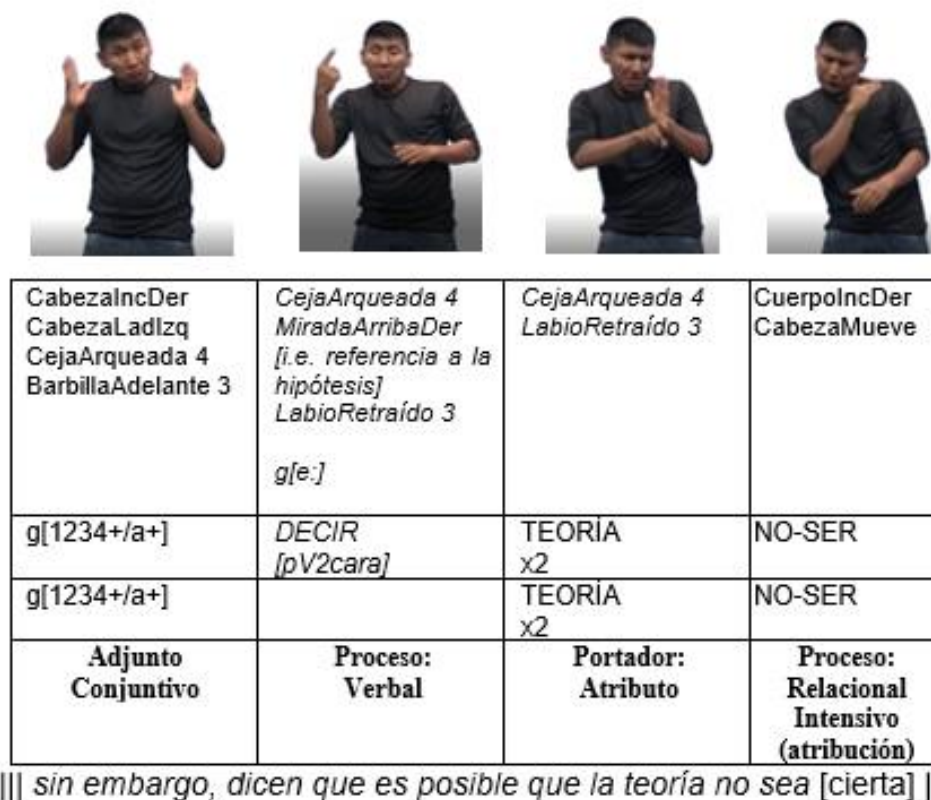 CabezaIncDer
CabezaLadIzq
CejaArqueada 4
BarbillaAdelante 3
CejaArqueada 4
MiradaArribaDer
[i.e. referencia a la
hipótesis]
LabioRetraído 3
g[e:]
CejaArqueada 4
LabioRetraído 3
CuerpoIncDer
CabezaMueve
g[1234+/a+]
DECIR
[pV2cara]
TEORÍA
x2
NO-SER
g[1234+/a+]
TEORÍA
x2
NO-SER
Adjunto
Conjuntivo
Proceso:
Verbal
Portador:
Atributo
Proceso:
Relacional
Intensivo
(atribución)
||| sin embargo, dicen que es posible que la teoría no sea [cierta] |